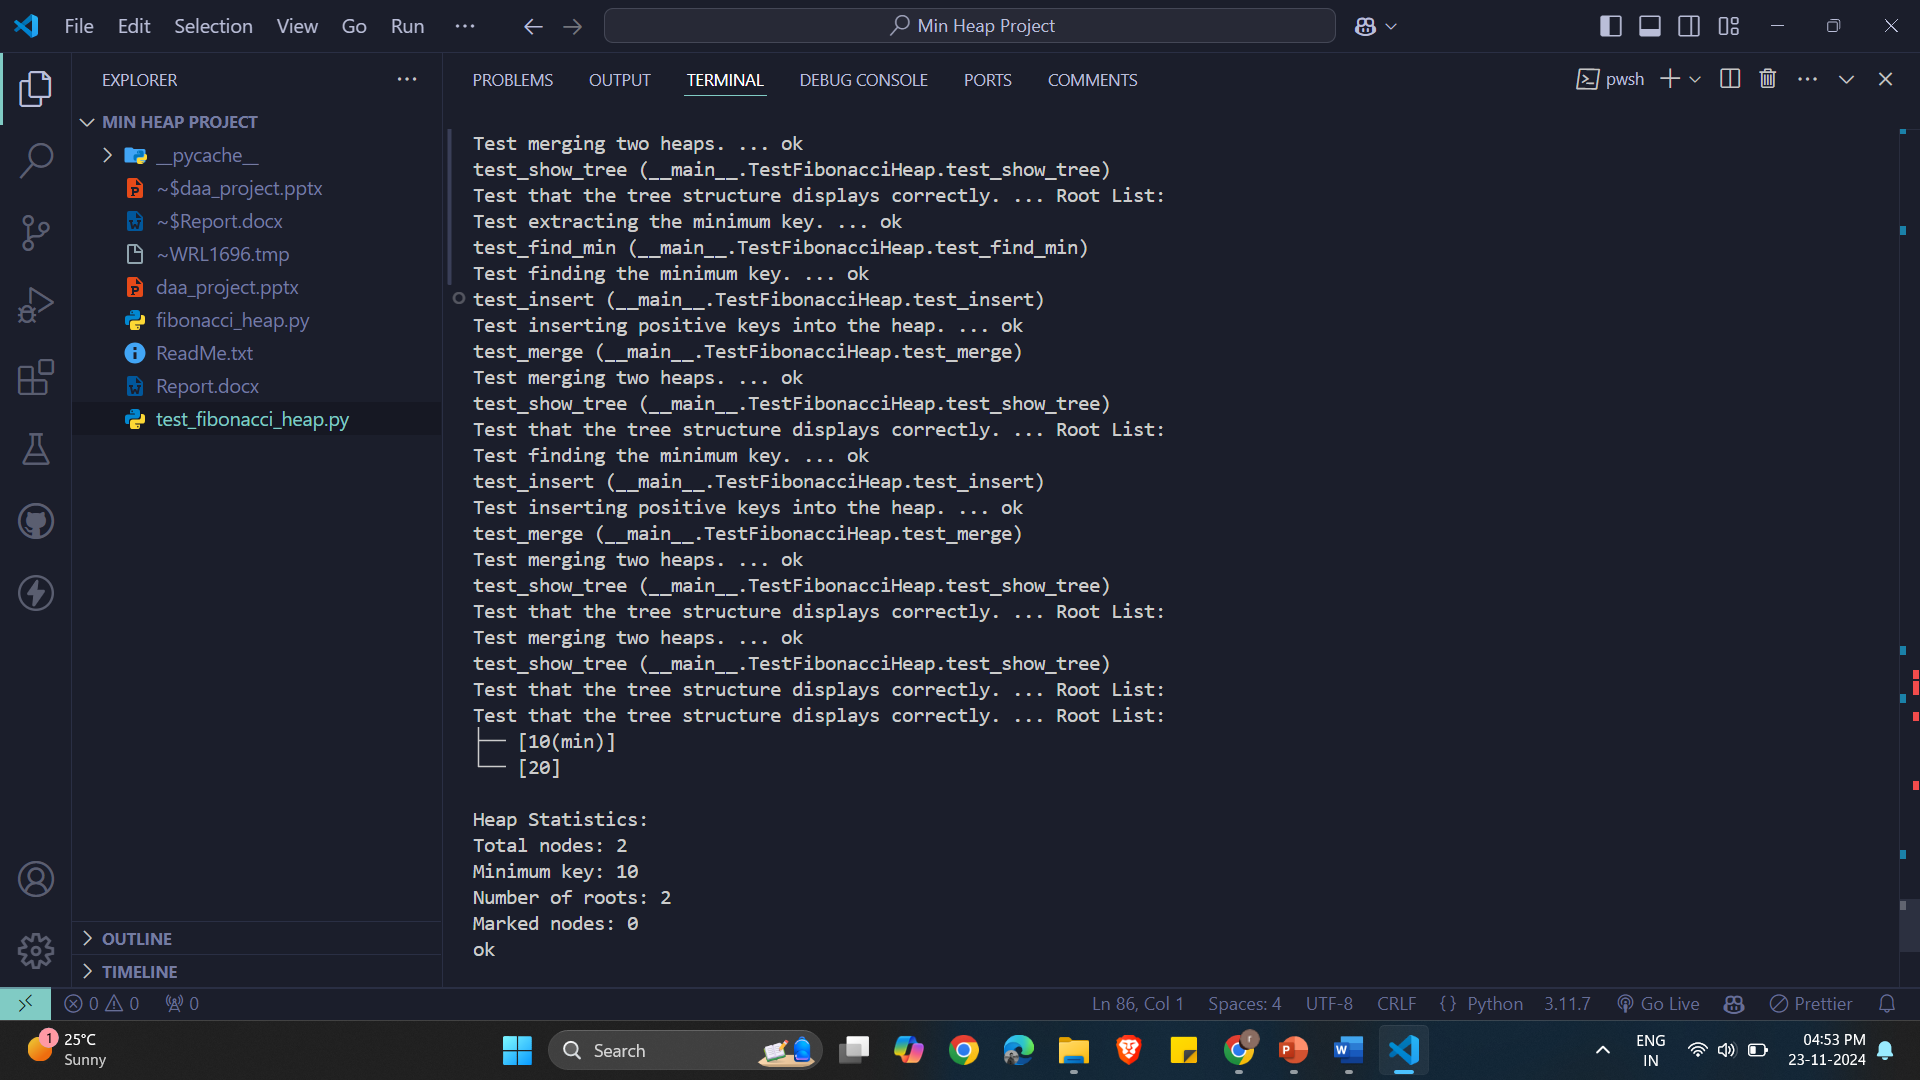 File Edit Selection View Go Run ···
Min Heap Project
EXPLORER
MIN HEAP PROJECT
__pycache__
~$daa_project.pptx
~$Report.docx
~WRL1696.tmp
daa_project.pptx
fibonacci_heap.py
ReadMe.txt
Report.docx
test_fibonacci_heap.py
OUTLINE
TIMELINE
PROBLEMS OUTPUT TERMINAL DEBUG CONSOLE PORTS COMMENTS
pwsh
Test merging two heaps. ... ok
test_show_tree (__main__.TestFibonacciHeap.test_show_tree)
Test that the tree structure displays correctly. ... Root List:
Test extracting the minimum key. ... ok
test_find_min (__main__.TestFibonacciHeap.test_find_min)
Test finding the minimum key. ... ok
test_insert (__main__.TestFibonacciHeap.test_insert)
Test inserting positive keys into the heap. ... ok
test_merge (__main__.TestFibonacciHeap.test_merge)
Test merging two heaps. ... ok
test_show_tree (__main__.TestFibonacciHeap.test_show_tree)
Test that the tree structure displays correctly. ... Root List:
Test finding the minimum key. ... ok
test_insert (__main__.TestFibonacciHeap.test_insert)
Test inserting positive keys into the heap. ... ok
test_merge (__main__.TestFibonacciHeap.test_merge)
Test merging two heaps. ... ok
test_show_tree (__main__.TestFibonacciHeap.test_show_tree)
Test that the tree structure displays correctly. ... Root List:
Test merging two heaps. ... ok
test_show_tree (__main__.TestFibonacciHeap.test_show_tree)
Test that the tree structure displays correctly. ... Root List:
Test that the tree structure displays correctly. ... Root List:
├── [10(min)]
└── [20]
Heap Statistics:
Total nodes: 2
Minimum key: 10
Number of roots: 2
Marked nodes: 0
ok
0 0 0
Ln 86, Col 1 Spaces: 4 UTF-8 CRLF {} Python 3.11.7 Go Live Prettier
1
25°C
Sunny
Search
r
ENG
IN
04:53 PM
23-11-2024